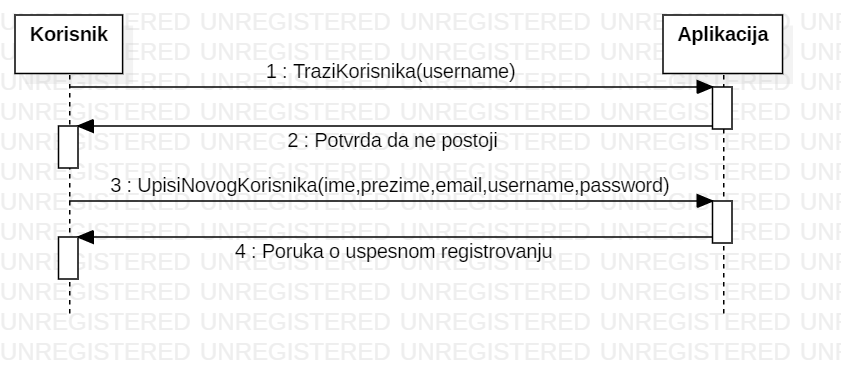 Korisnik
Aplikacija
1 : TraziKorisnika(username)
2 : Potvrda da ne postoji
3 : UpisiNovogKorisnika(ime,prezime,email,username,password)
4 : Poruka o uspesnom registrovanju
UNREGISTERED